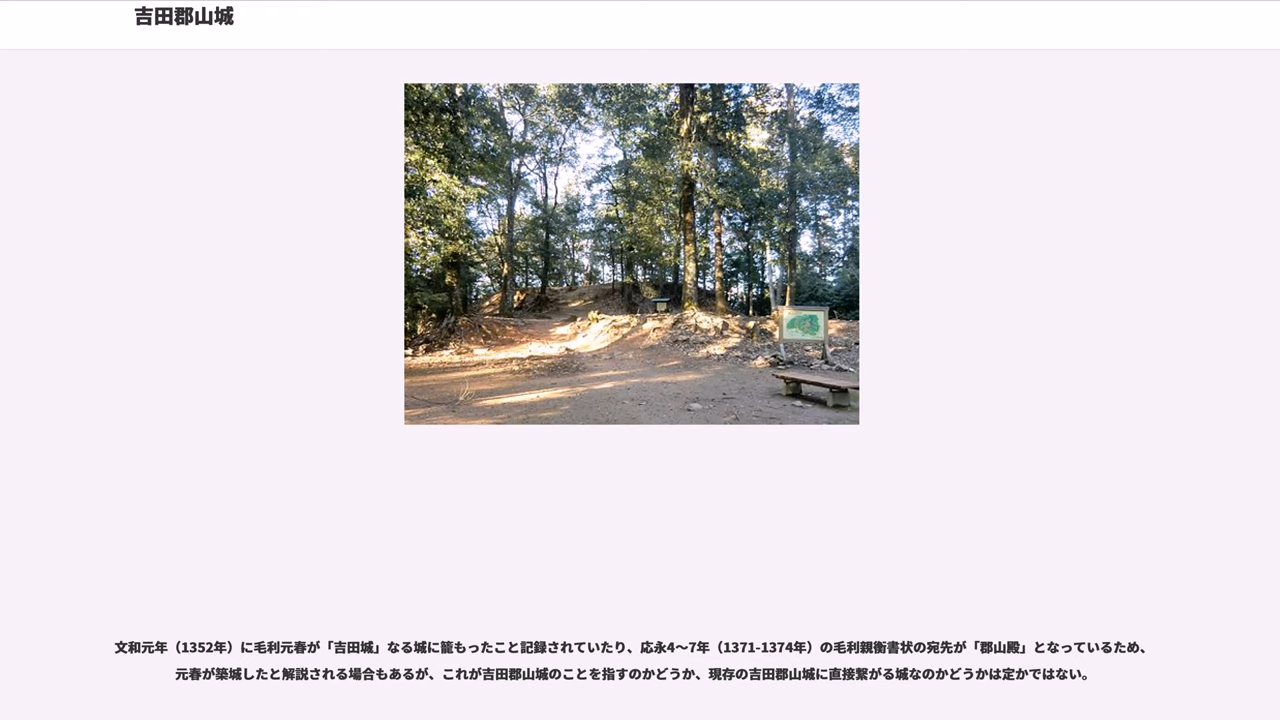 吉田郡山城
文和元年（1352年）に毛利元春が「吉田城」なる城に籠もったこと記録されていたり、応永4〜7年（1371-1374年）の毛利親衡書状の宛先が「郡山殿」となっているため、
元春が築城したと解説される場合もあるが、これが吉田郡山城のことを指すのかどうか、現存の吉田郡山城に直接繋がる城なのかどうかは定かではない。